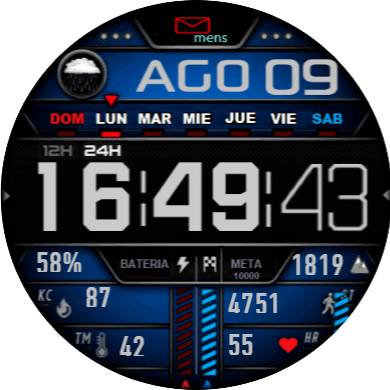 mens
AGO 09
DOM LUN MAR MIE JUE VIE SAB
12H 24H
16:49:43
58% BATERIA META 1819
10000
KC 87 4751
TM 42 55 HR